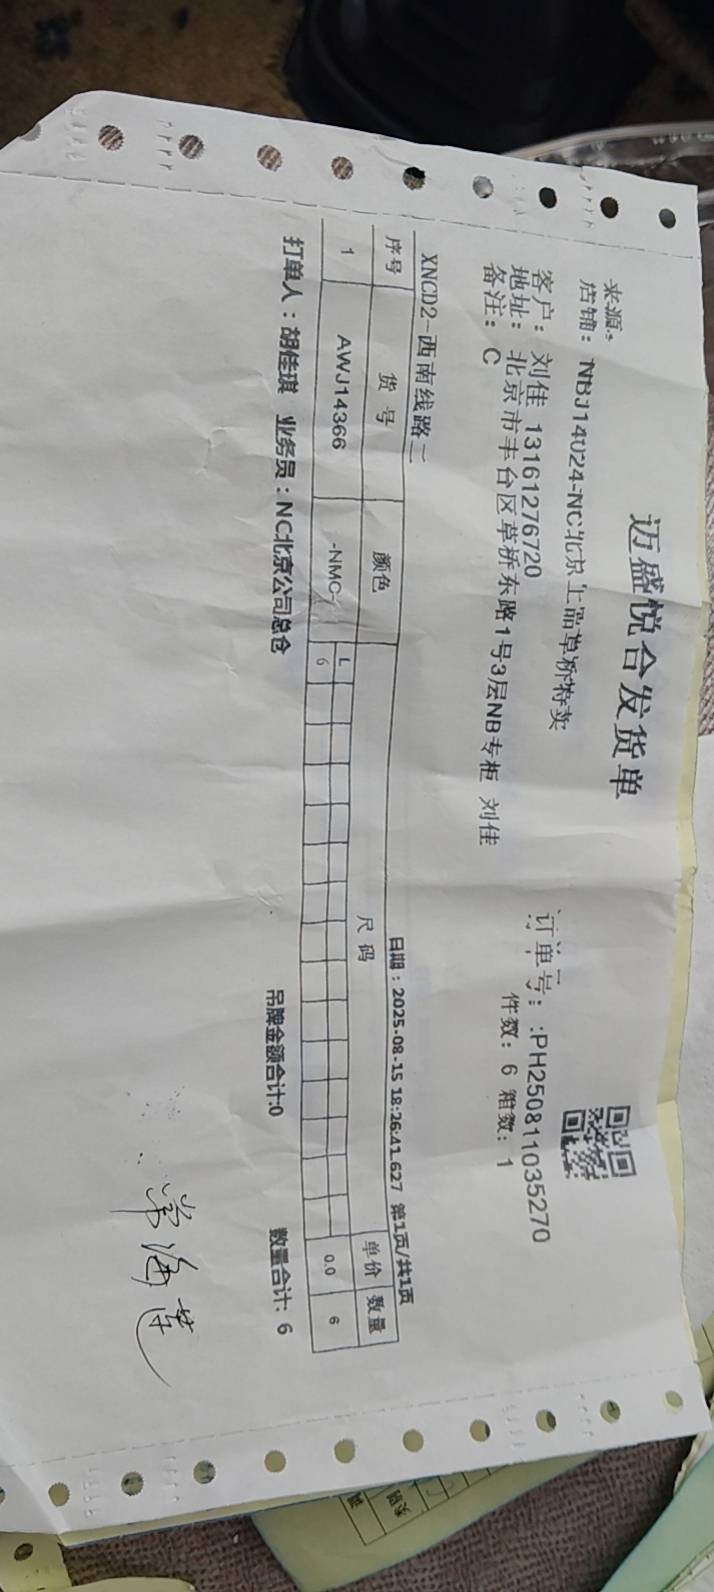 迈盛悦合发货单
来源:
店铺: NBJ14024-NC北京上品草桥特卖
订单号: :PH250811035270
客户: 刘佳 13161276720
件数: 6 箱数: 1
地址: 北京市丰台区草桥东路1号3层NB专柜 刘佳
备注: C
XNCD2-西南线路二
日期：2025-08-15 18:26:41.627 第1页/共1页
序号 货号 颜色 尺码 单价 数量
L
1 AWJ14366 -NMC- 6 0.0 6
打单人：胡佳琪 业务员：NC北京公司总仓 吊牌金额合计:0 数量合计: 6